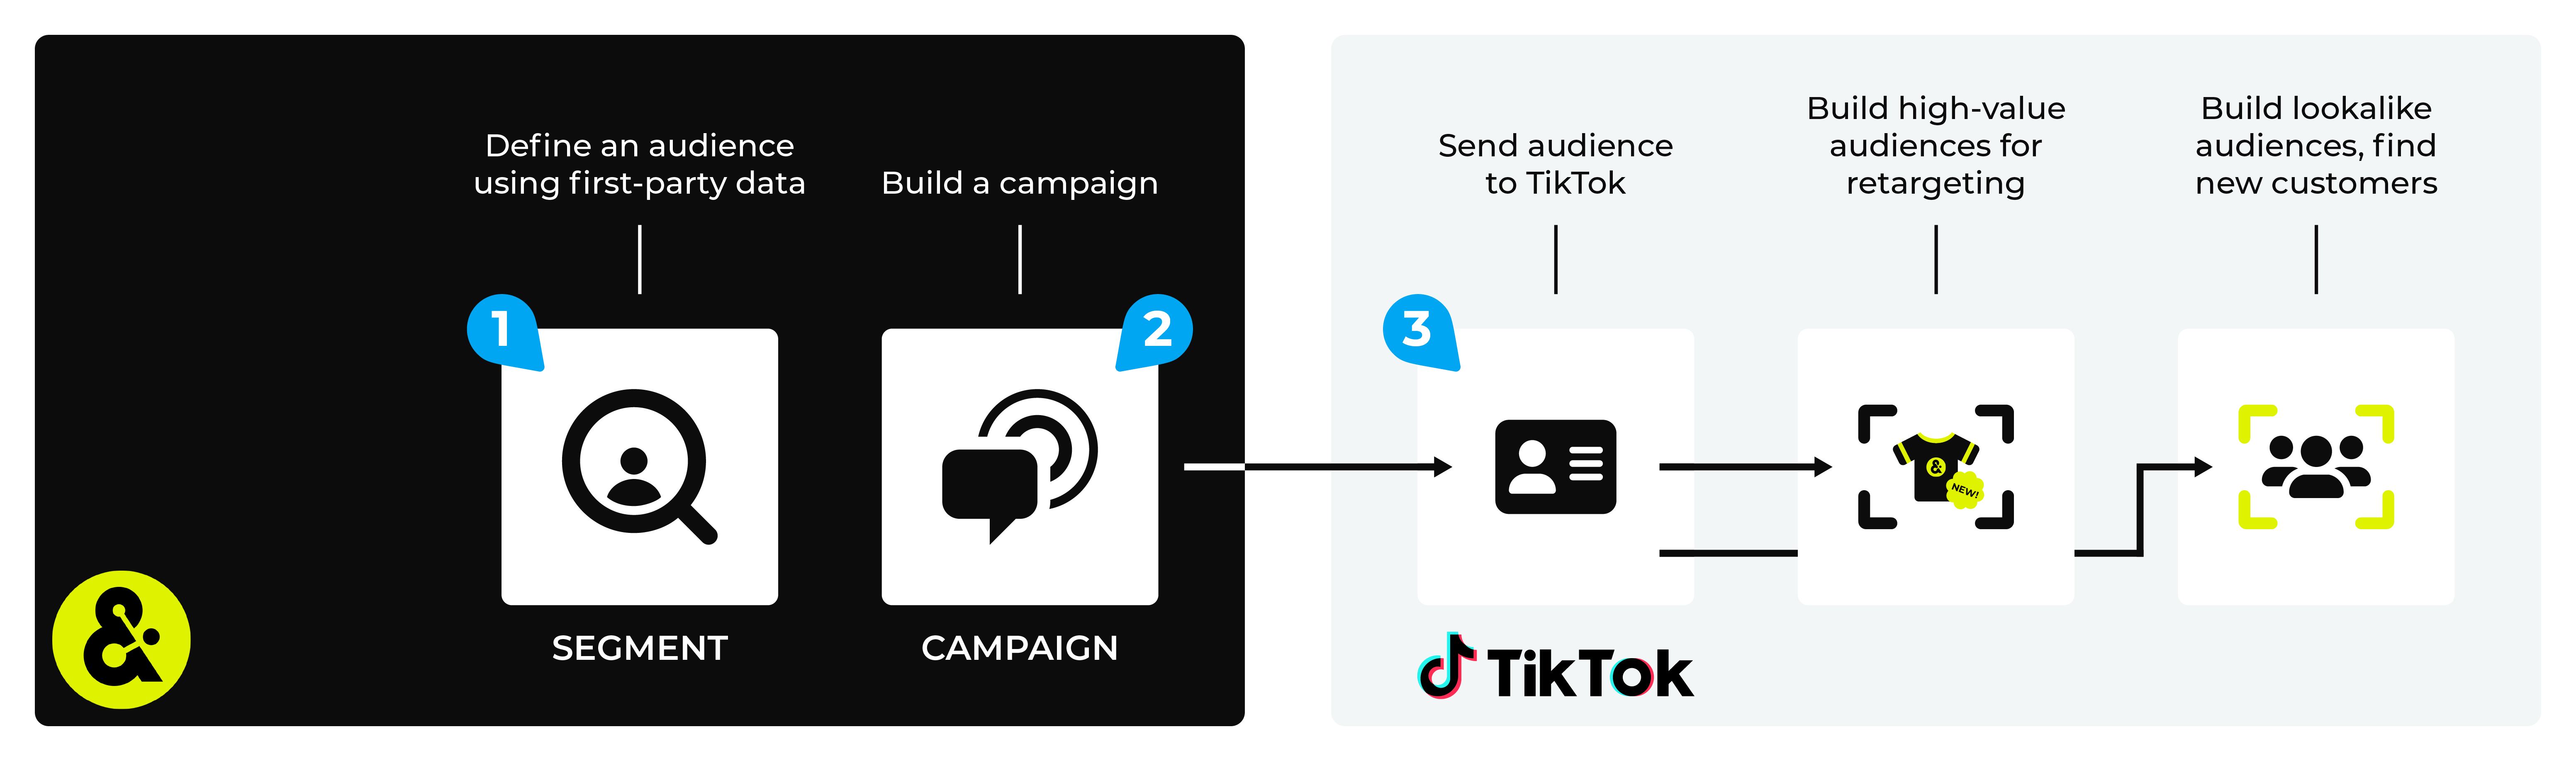 Define an audience
using first-party data
Build a campaign
1
2
SEGMENT
CAMPAIGN
&
Send audience
to TikTok
Build high-value
audiences for
retargeting
Build lookalike
audiences, find
new customers
3
&
NEW!
TikTok